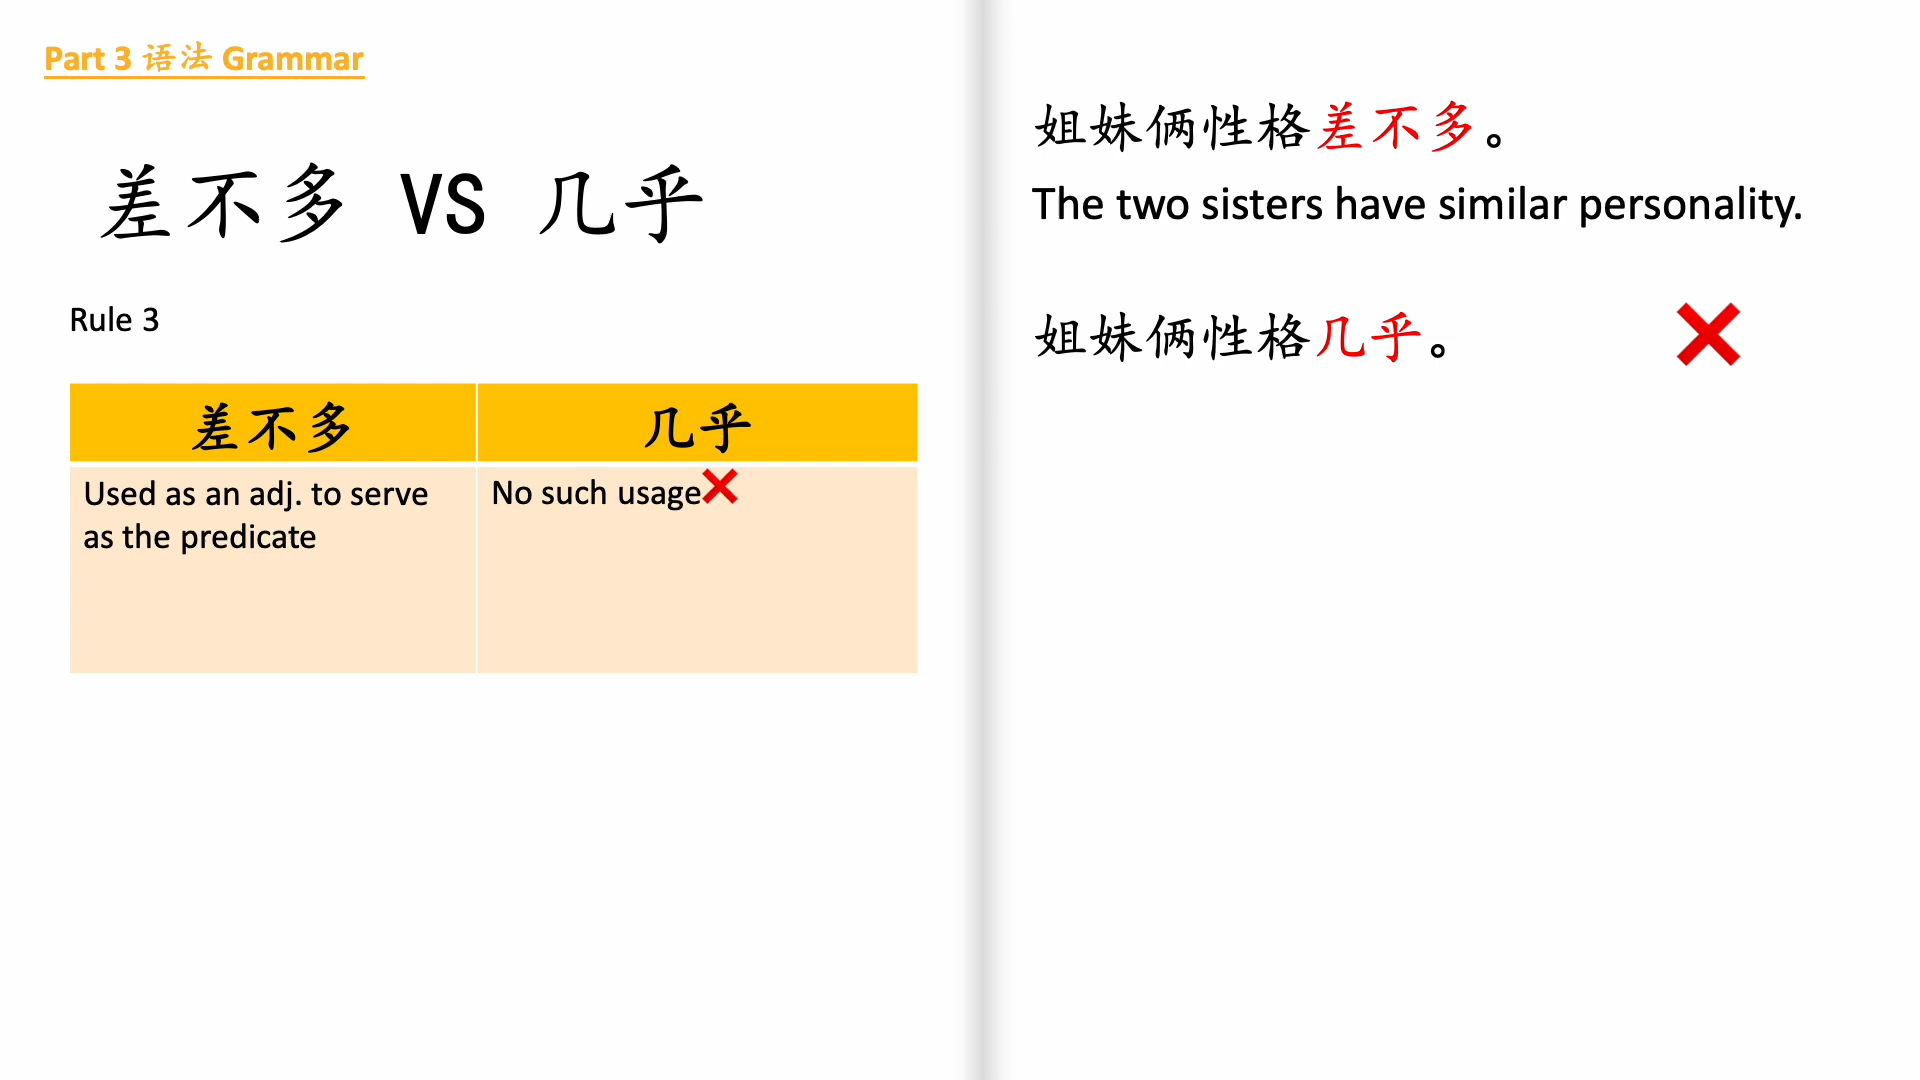 Part 3 语法 Grammar
差不多 VS 几乎
Rule 3
差不多
几乎
Used as an adj. to serve
as the predicate
No such usage
姐妹俩性格差不多。
The two sisters have similar personality.
姐妹俩性格几乎。